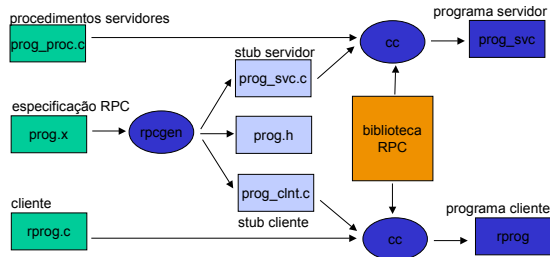 procedimentos servidores
prog_proc.c
cc
programa servidor
prog_svc
stub servidor
prog_svc.c
especificação RPC
prog.x
rpcgen
prog.h
biblioteca
RPC
prog_clnt.c
stub cliente
cliente
rprog.c
cc
programa cliente
rprog